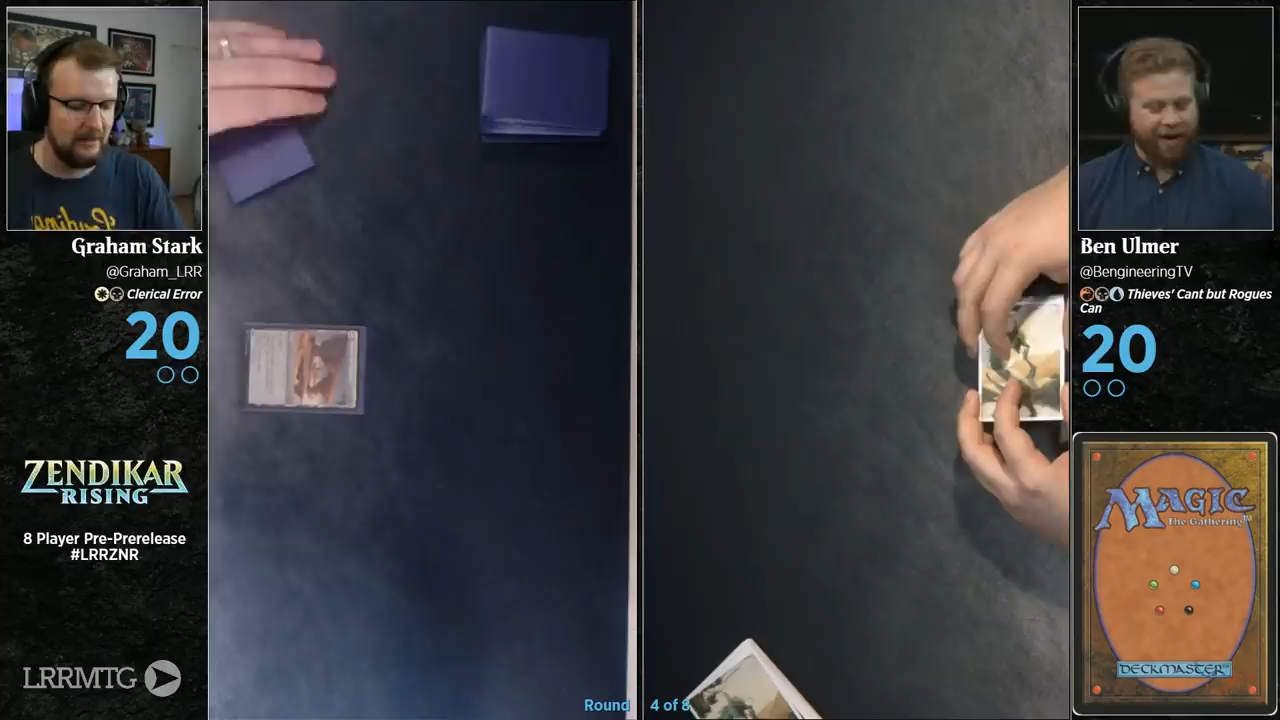 Graham Stark
@Graham_LRR
Clerical Error
20
ZENDIKAR
RISING
8 Player Pre-Prerelease
#LRRZNR
LRRMTG
Round
4 of 8
Ben Ulmer
@BengineeringTV
Thieves' Cant but Rogues
Can
20
MAGIC
The Gathering
DECKMASTER